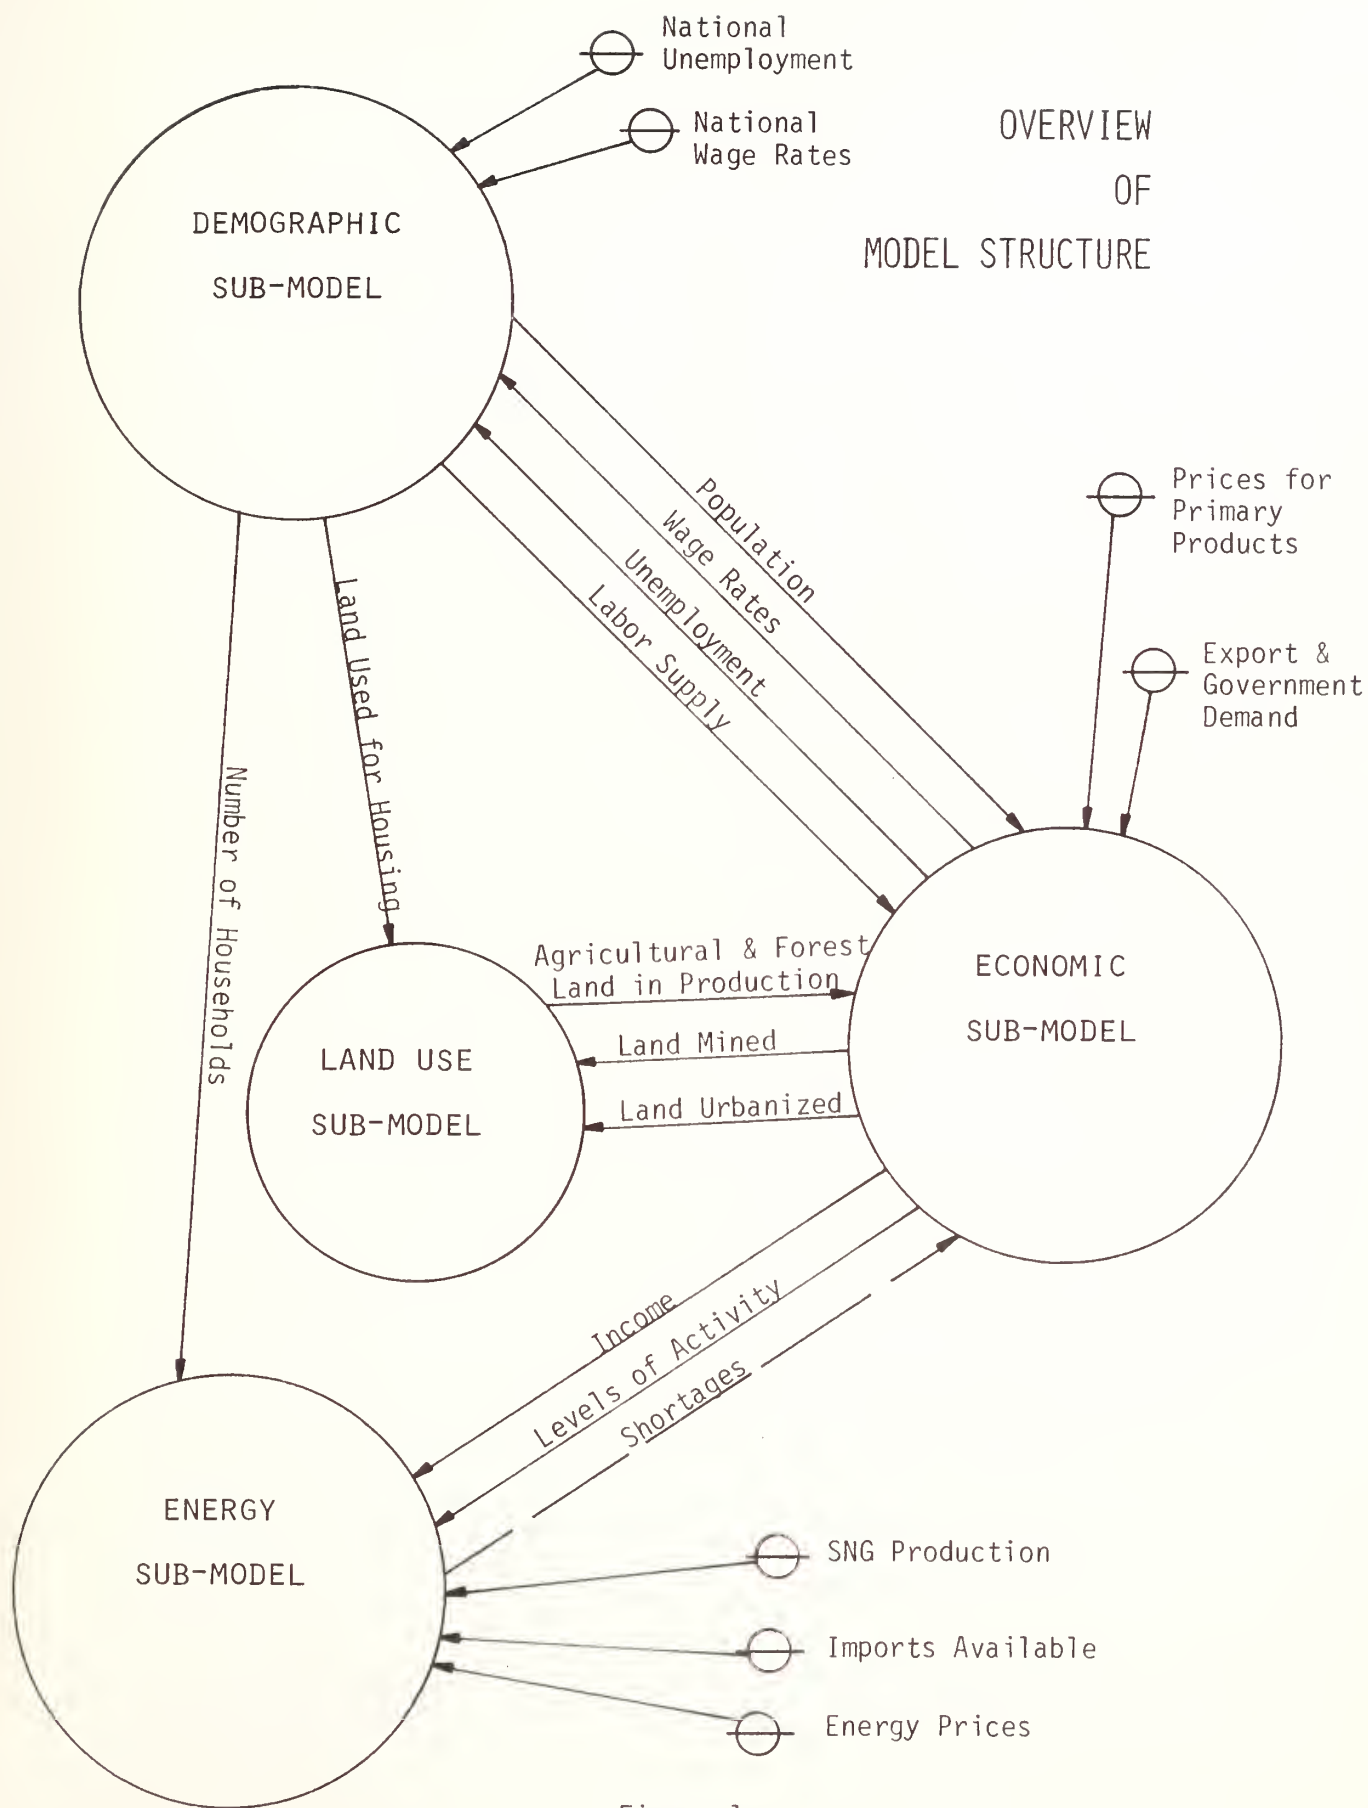 National
Unemployment
National
Wage Rates
OVERVIEW
OF
MODEL STRUCTURE
DEMOGRAPHIC
SUB-MODEL
Population
Wage Rates
Unemployment
Labor Supply
Prices for
Primary
Products
Export &
Government
Demand
Land Used for Housing
Number of Households
Agricultural & Forest
Land in Production
Land Mined
Land Urbanized
ECONOMIC
SUB-MODEL
LAND USE
SUB-MODEL
Income
Levels of Activity
Shortages
ENERGY
SUB-MODEL
SNG Production
Imports Available
Energy Prices